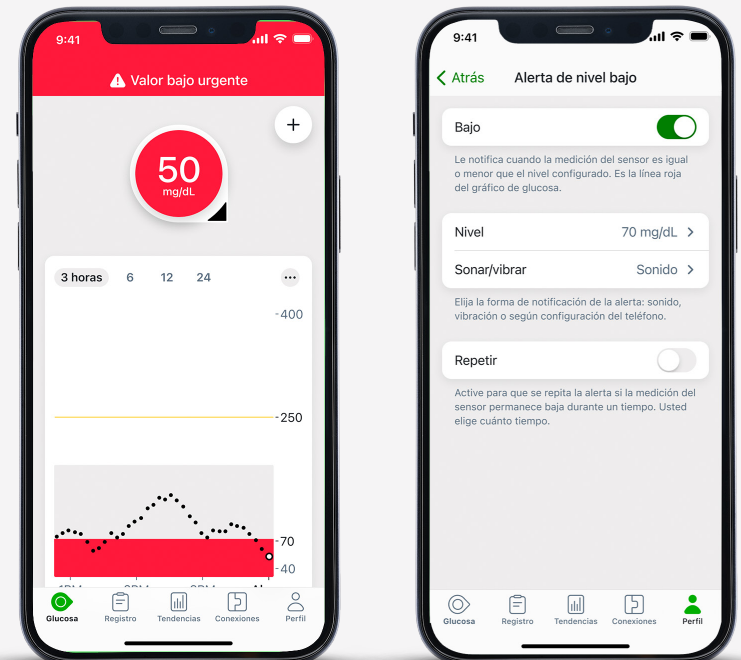 9:41
Valor bajo urgente
+
50
mg/dL
3 horas 6 12 24 ...
400
250
70
40
Glucosa Registro Tendencias Conexiones Perfil
9:41
Atrás Alerta de nivel bajo
Bajo
Le notifica cuando la medición del sensor es igual
o menor que el nivel configurado. Es la línea roja
del gráfico de glucosa.
Nivel 70 mg/dL >
Sonar/vibrar Sonido >
Elija la forma de notificación de la alerta: sonido,
vibración o según configuración del teléfono.
Repetir
Active para que se repita la alerta si la medición del
sensor permanece baja durante un tiempo. Usted
elige cuánto tiempo.
Glucosa Registro Tendencias Conexiones Perfil